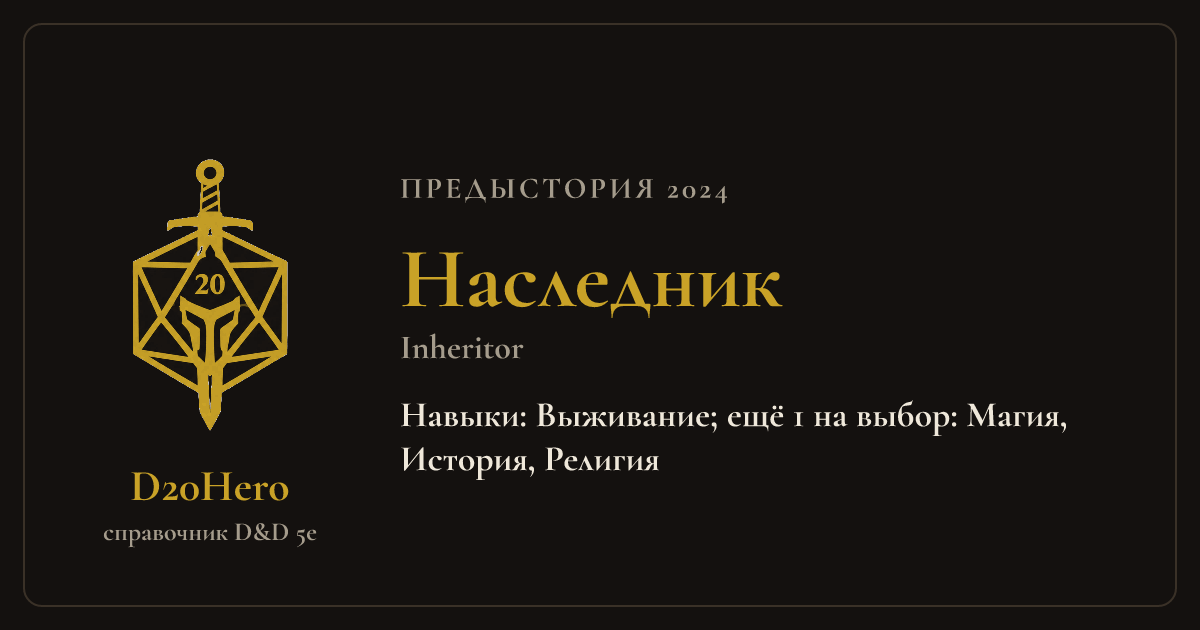 20
D20Hero
справочник D&D 5e
ПРЕДЫСТОРИЯ 2024
Наследник
Inheritor
Навыки: Выживание; ещё 1 на выбор: Магия,
История, Религия